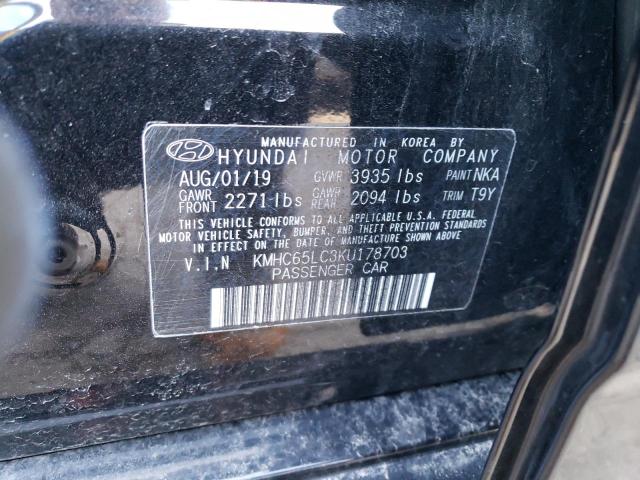 MANUFACTURED IN KOREA BY
HYUNDAI MOTOR COMPANY
AUG/01/19 GVWR 3935 lbs PAINT NKA
GAWR FRONT 2271 lbs GAWR REAR 2094 lbs TRIM T9Y
THIS VEHICLE CONFORMS TO ALL APPLICABLE U.S.A. FEDERAL
MOTOR VEHICLE SAFETY, BUMPER, AND THEFT PREVENTION STANDARDS
IN EFFECT ON THE DATE OF MANUFACTURE SHOWN ABOVE.
V.I.N KMHC65LC3KU178703
PASSENGER CAR